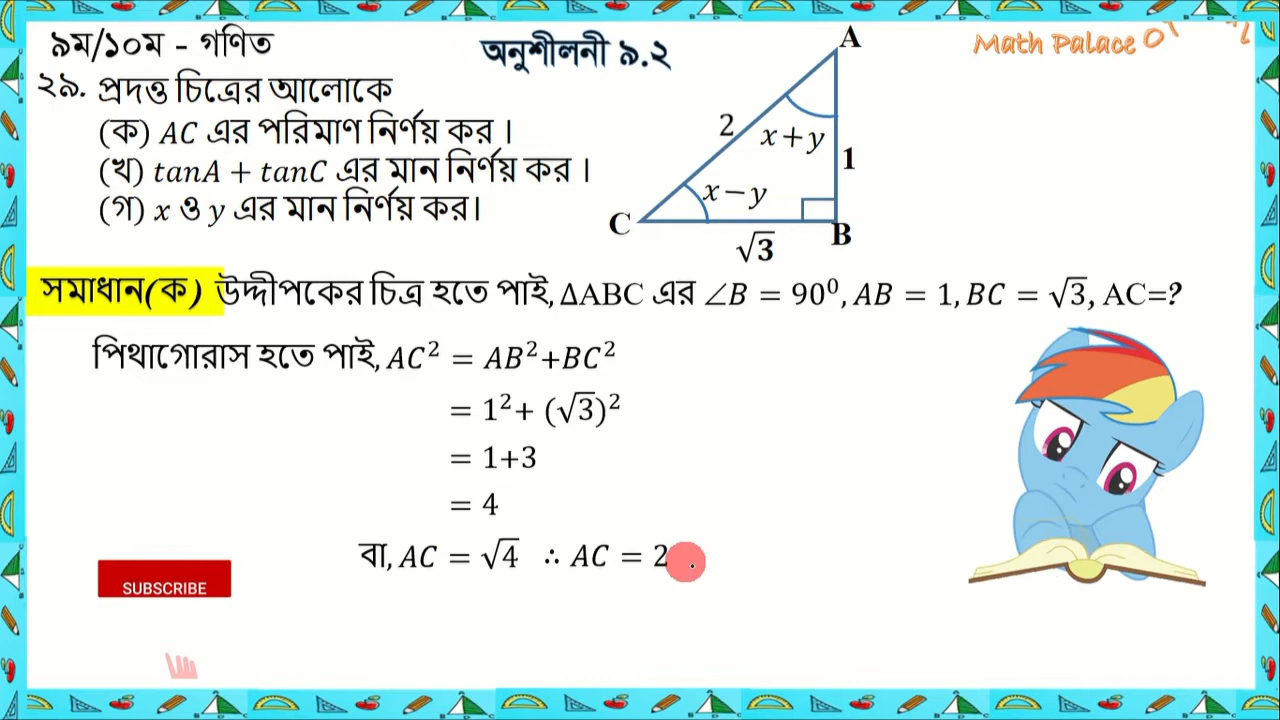 ৯ম/১০ম - গণিত
অনুশীলনী ৯.২
Math Palace
২৯. প্রদত্ত চিত্রের আলোকে
(ক) AC এর পরিমাণ নির্ণয় কর।
(খ) tanA + tanC এর মান নির্ণয় কর।
(গ) x ও y এর মান নির্ণয় কর।
A
2
x+y
1
x−y
C
B
√3
সমাধান(ক) উদ্দীপকের চিত্র হতে পাই, ΔABC এর ∠B = 90⁰, AB = 1, BC = √3, AC=?
পিথাগোরাস হতে পাই, AC² = AB²+BC²
= 1²+ (√3)²
= 1+3
= 4
বা, AC = √4 ∴ AC = 2
SUBSCRIBE